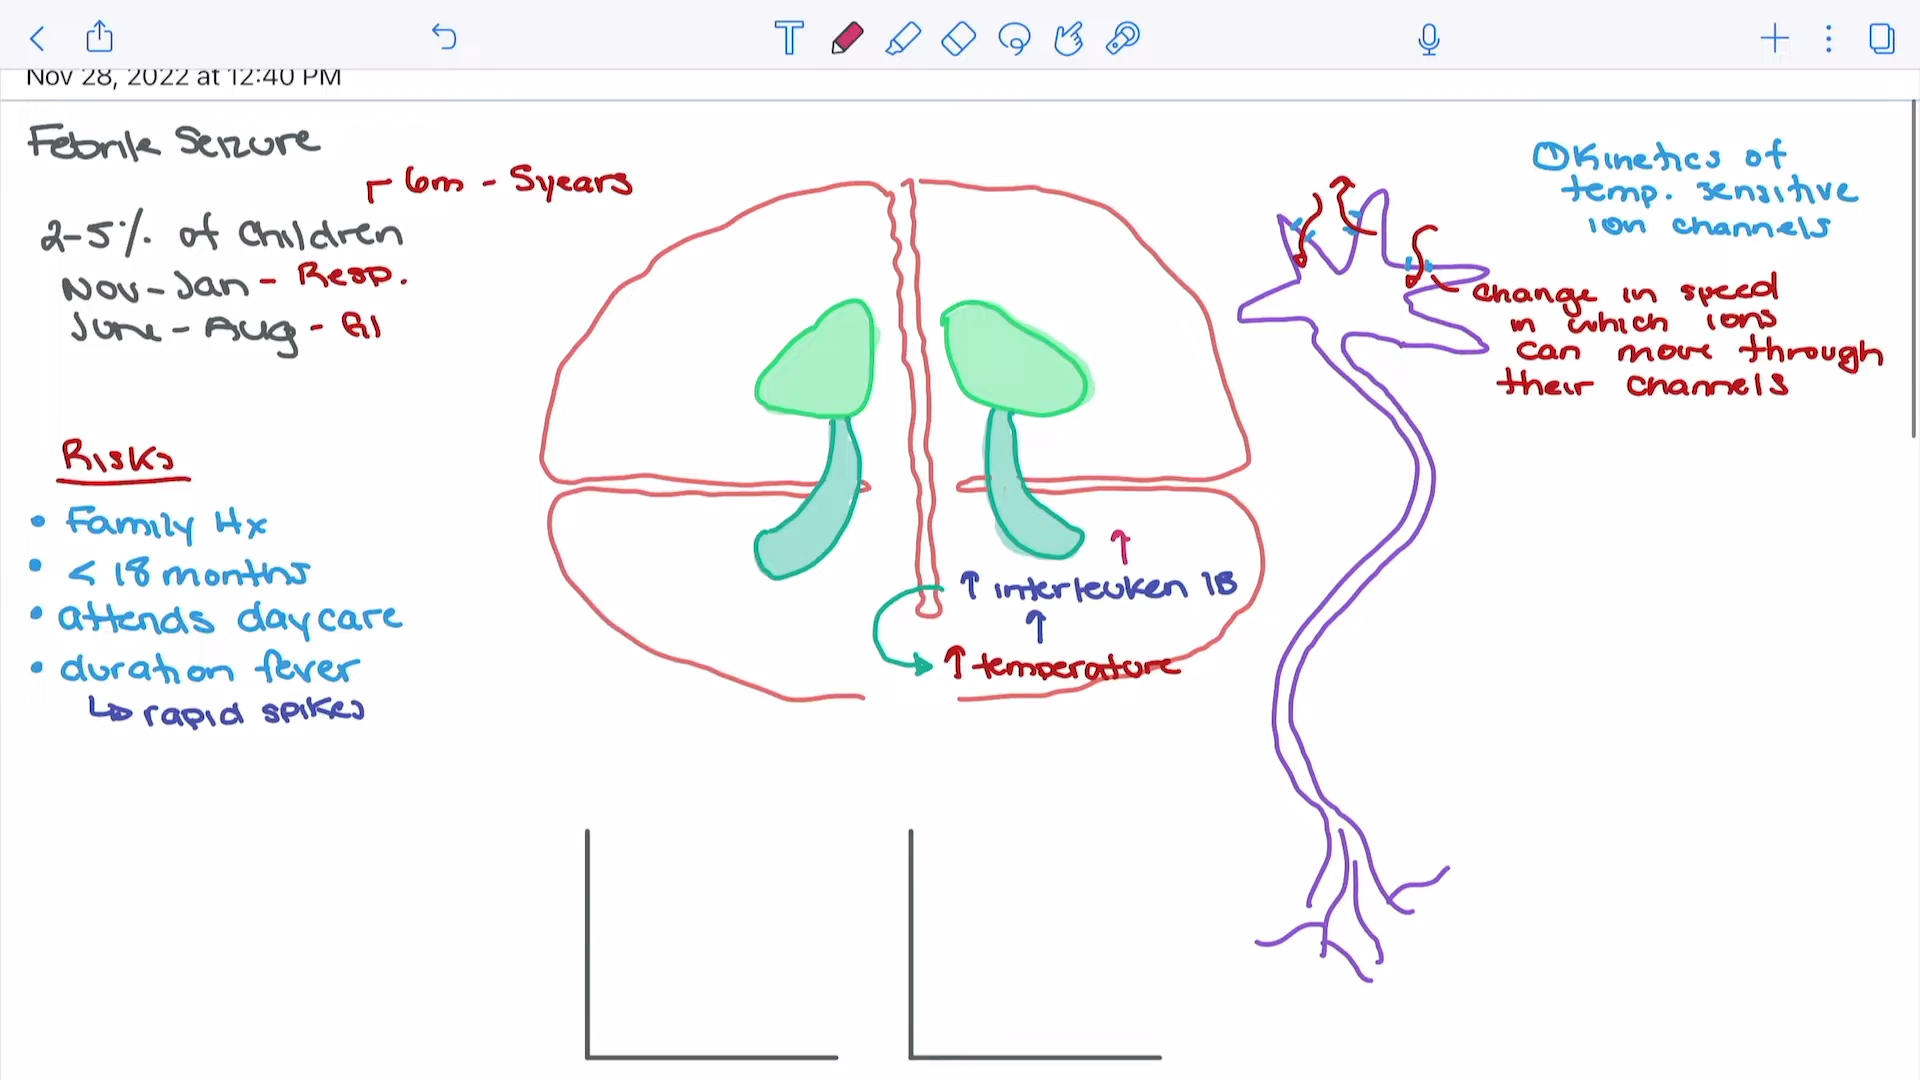 Nov 28, 2022 at 12:40 PM
Febrile Seizure
6m - 5years
2-5% of Children
Nov-Jan - Resp.
June - Aug - GI
Risks
• Family Hx
• < 18 months
• attends daycare
• duration fever
↳ rapid spikes
↑
↑ interleuken 1B
↑
↑ temperature
① Kinetics of
temp. sensitive
ion channels
change in speed
in which ions
can move through
their channels